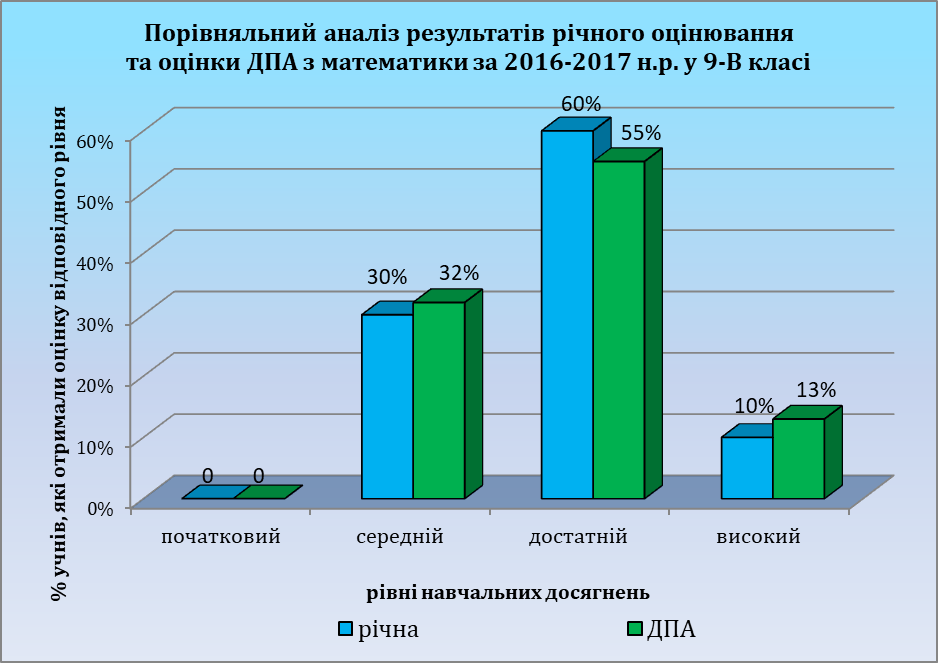 Порівняльний аналіз результатів річного оцінювання
та оцінки ДПА з математики за 2016-2017 н.р. у 9-В класі
% учнів, які отримали оцінку відповідного рівня
60%
50%
40%
30%
20%
10%
0%
0
0
30%
32%
60%
55%
10%
13%
початковий
середній
достатній
високий
рівні навчальних досягнень
річна
ДПА